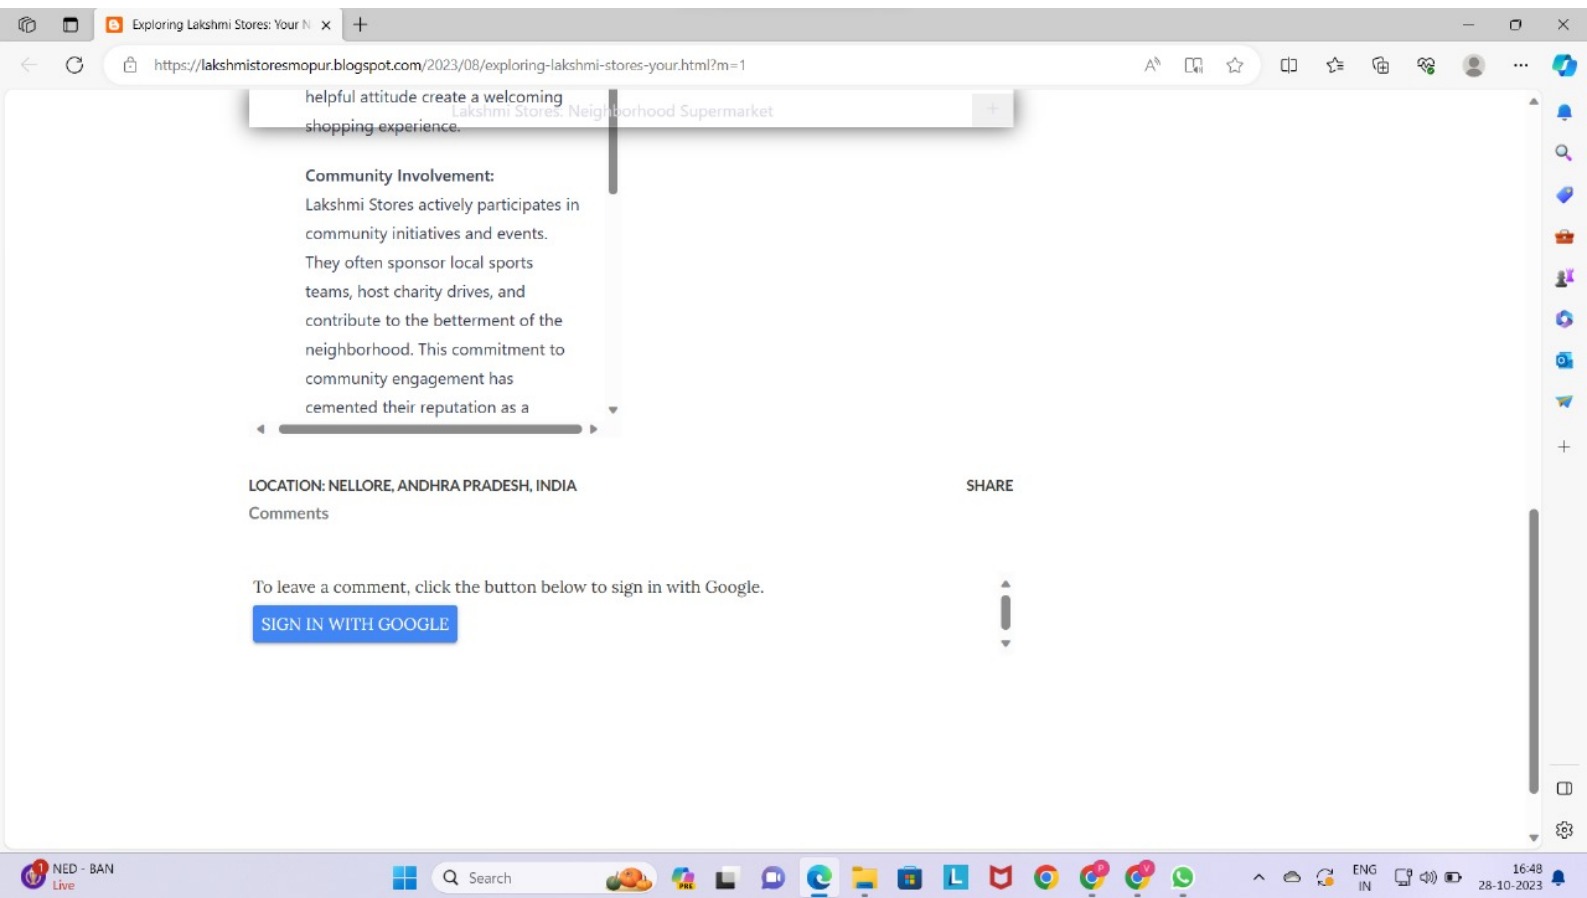 Exploring Lakshmi Stores: Your N
https://lakshmistoresmopur.blogspot.com/2023/08/exploring-lakshmi-stores-your.html?m=1
helpful attitude create a welcoming
Lakshmi Stores: Neighborhood Supermarket
shopping experience.
Community Involvement:
Lakshmi Stores actively participates in
community initiatives and events.
They often sponsor local sports
teams, host charity drives, and
contribute to the betterment of the
neighborhood. This commitment to
community engagement has
cemented their reputation as a
LOCATION: NELLORE, ANDHRA PRADESH, INDIA
SHARE
Comments
To leave a comment, click the button below to sign in with Google.
SIGN IN WITH GOOGLE
NED - BAN
Live
Search
PRE
ENG
IN
16:48
28-10-2023